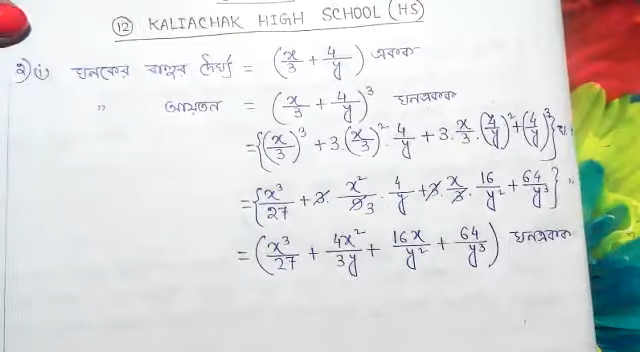 (12) KALIACHAK HIGH SCHOOL (HS)
২) (i) ঘনকের বাহুর দৈর্ঘ্য = (x/3 + 4/y) একক
" আয়তন = (x/3 + 4/y)³ ঘনএকক
= {(x/3)³ + 3.(x/3)².4/y + 3.x/3.(4/y)² + (4/y)³} ঘ.,
= {x³/27 + 3.x²/9 3.4/y + 3.x/3.16/y² + 64/y³} "
= (x³/27 + 4x²/3y + 16x/y² + 64/y³) ঘনএকক